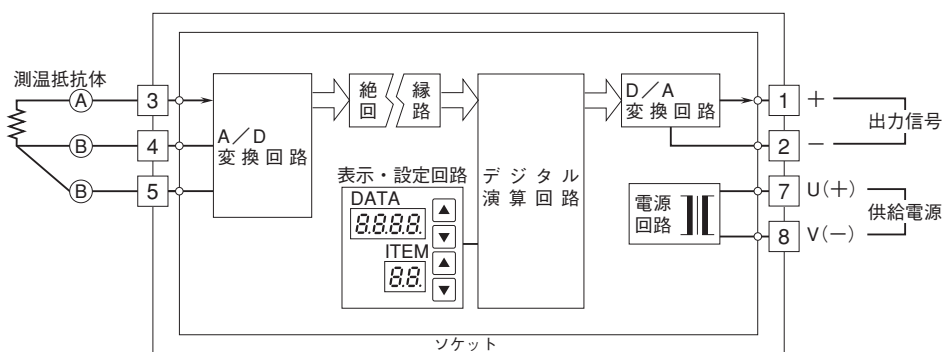 測温抵抗体
A
B
B
3
4
5
A/D
変換回路
絶縁
回路
表示・設定回路
DATA
8.8.8.8.
ITEM
8.8.
デジタル
演算回路
D/A
変換回路
電源
回路
1
+
2
−
出力信号
7
U(+)
8
V(−)
供給電源
ソケット